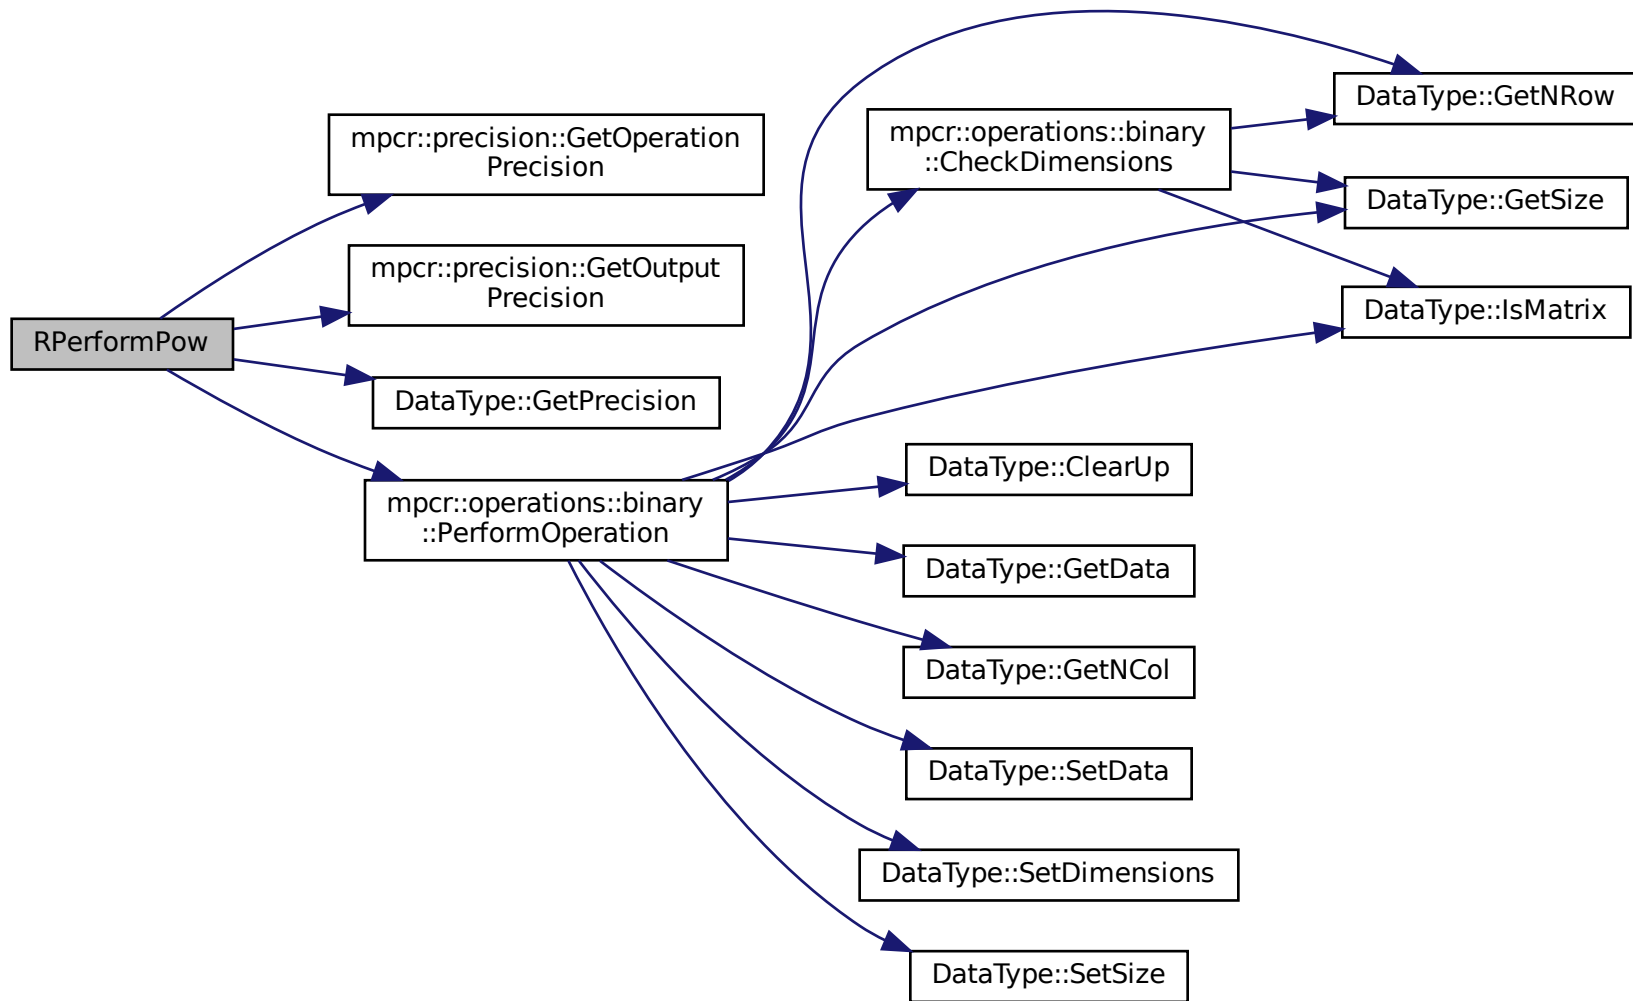 RPerformPow
mpcr::precision::GetOperation
Precision
mpcr::precision::GetOutput
Precision
DataType::GetPrecision
mpcr::operations::binary
::PerformOperation
mpcr::operations::binary
::CheckDimensions
DataType::GetNRow
DataType::GetSize
DataType::IsMatrix
DataType::ClearUp
DataType::GetData
DataType::GetNCol
DataType::SetData
DataType::SetDimensions
DataType::SetSize